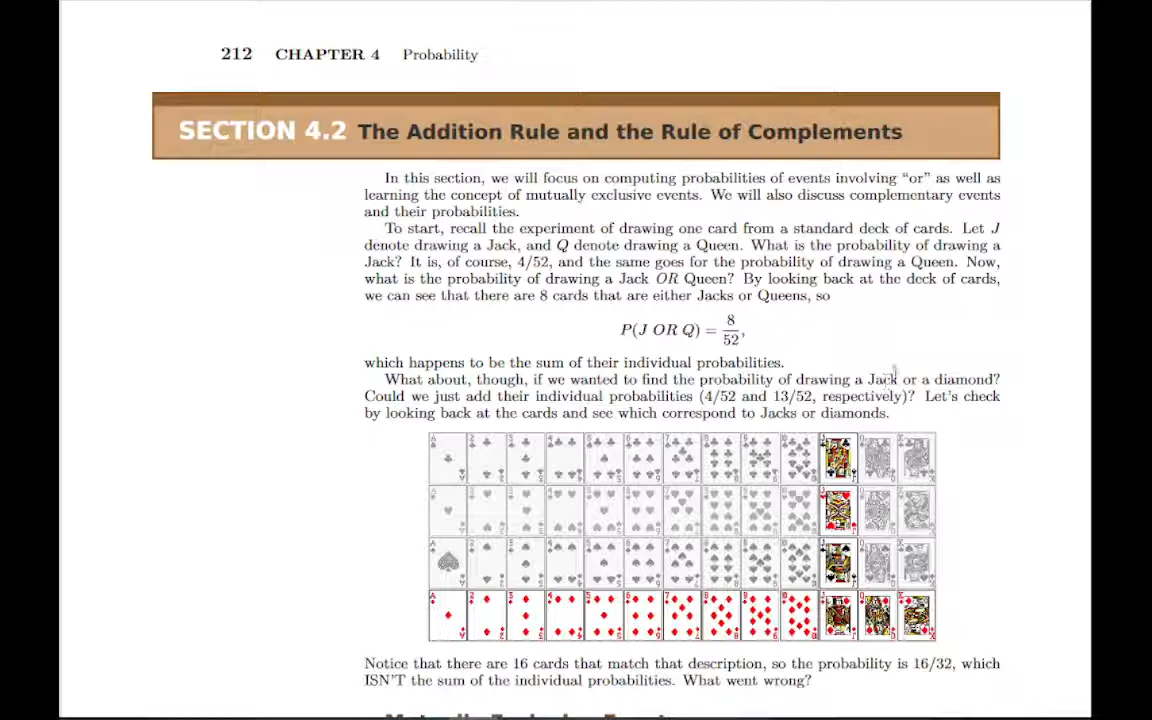 212 CHAPTER 4 Probability
SECTION 4.2 The Addition Rule and the Rule of Complements
In this section, we will focus on computing probabilities of events involving “or” as well as
learning the concept of mutually exclusive events. We will also discuss complementary events
and their probabilities.
To start, recall the experiment of drawing one card from a standard deck of cards. Let J
denote drawing a Jack, and Q denote drawing a Queen. What is the probability of drawing a
Jack? It is, of course, 4/52, and the same goes for the probability of drawing a Queen. Now,
what is the probability of drawing a Jack OR Queen? By looking back at the deck of cards,
we can see that there are 8 cards that are either Jacks or Queens, so
P(J OR Q) = 8/52,
which happens to be the sum of their individual probabilities.
What about, though, if we wanted to find the probability of drawing a Jack or a diamond?
Could we just add their individual probabilities (4/52 and 13/52, respectively)? Let’s check
by looking back at the cards and see which correspond to Jacks or diamonds.
Notice that there are 16 cards that match that description, so the probability is 16/32, which
ISN’T the sum of the individual probabilities. What went wrong?